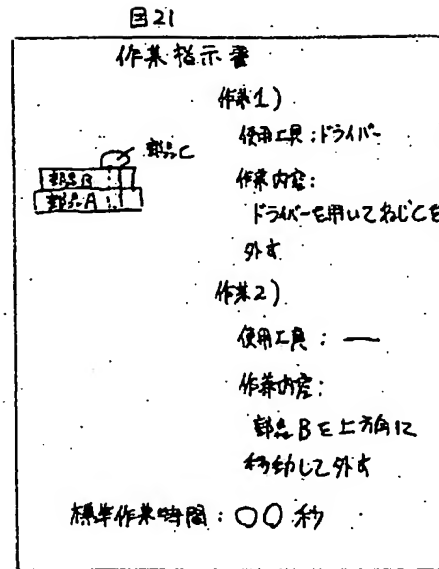 図21
作業指示書
作業1)
使用工具:ドライバー
部品C
作業内容:
部品B
部品A
ドライバーを用いてねじCを
外す
作業2)
使用工具:―
作業内容:
部品Bを上方向に
移動して外す
標準作業時間:〇〇秒